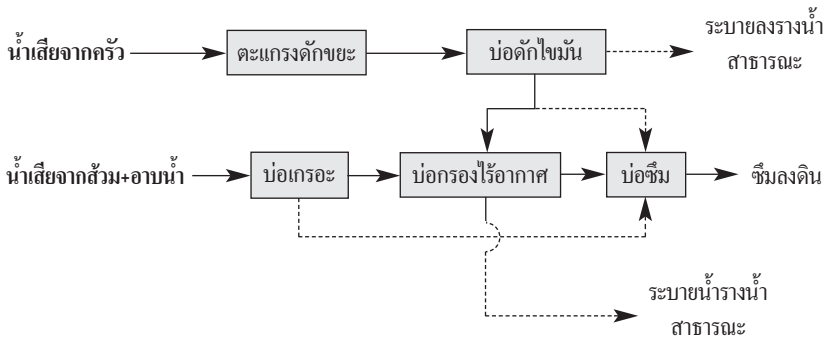 น้ำเสียจากครัว
ตะแกรงดักขยะ
บ่อดักไขมัน
ระบายลงรางน้ำ
สาธารณะ
น้ำเสียจากส้วม+อาบน้ำ
บ่อเกรอะ
บ่อกรองไร้อากาศ
บ่อซึม
ซึมลงดิน
ระบายน้ำรางน้ำ
สาธารณะ